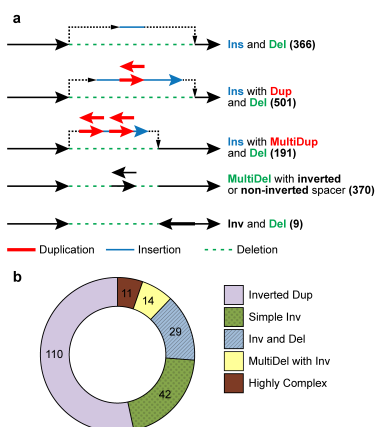 a
Ins and Del (366)
Ins with Dup
and Del (501)
Ins with MultiDup
and Del (191)
MultiDel with inverted
or non-inverted spacer (370)
Inv and Del (9)
Duplication Insertion Deletion
b
11
14
29
42
110
Inverted Dup
Simple Inv
Inv and Del
MultiDel with Inv
Highly Complex